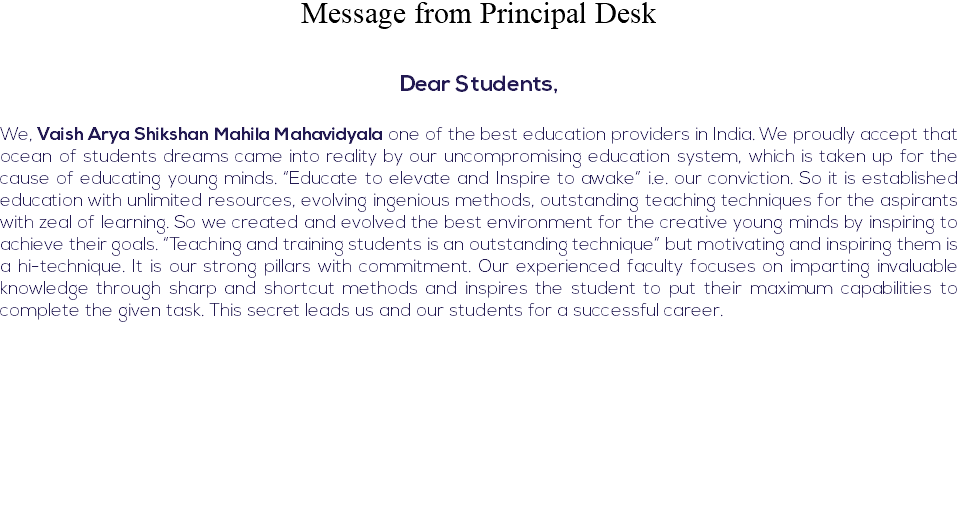 Message from Principal Desk
Dear Students,
We, Vaish Arya Shikshan Mahila Mahavidyala one of the best education providers in India. We proudly accept that
ocean of students dreams came into reality by our uncompromising education system, which is taken up for the
cause of educating young minds. “Educate to elevate and Inspire to awake” i.e. our conviction. So it is established
education with unlimited resources, evolving ingenious methods, outstanding teaching techniques for the aspirants
with zeal of learning. So we created and evolved the best environment for the creative young minds by inspiring to
achieve their goals. “Teaching and training students is an outstanding technique” but motivating and inspiring them is
a hi-technique. It is our strong pillars with commitment. Our experienced faculty focuses on imparting invaluable
knowledge through sharp and shortcut methods and inspires the student to put their maximum capabilities to
complete the given task. This secret leads us and our students for a successful career.